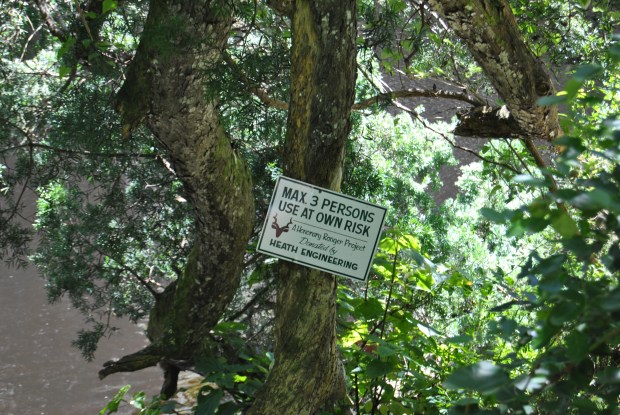 MAX. 3 PERSONS
USE AT OWN RISK
A Honorary Ranger Project
Donated by
HEATH ENGINEERING